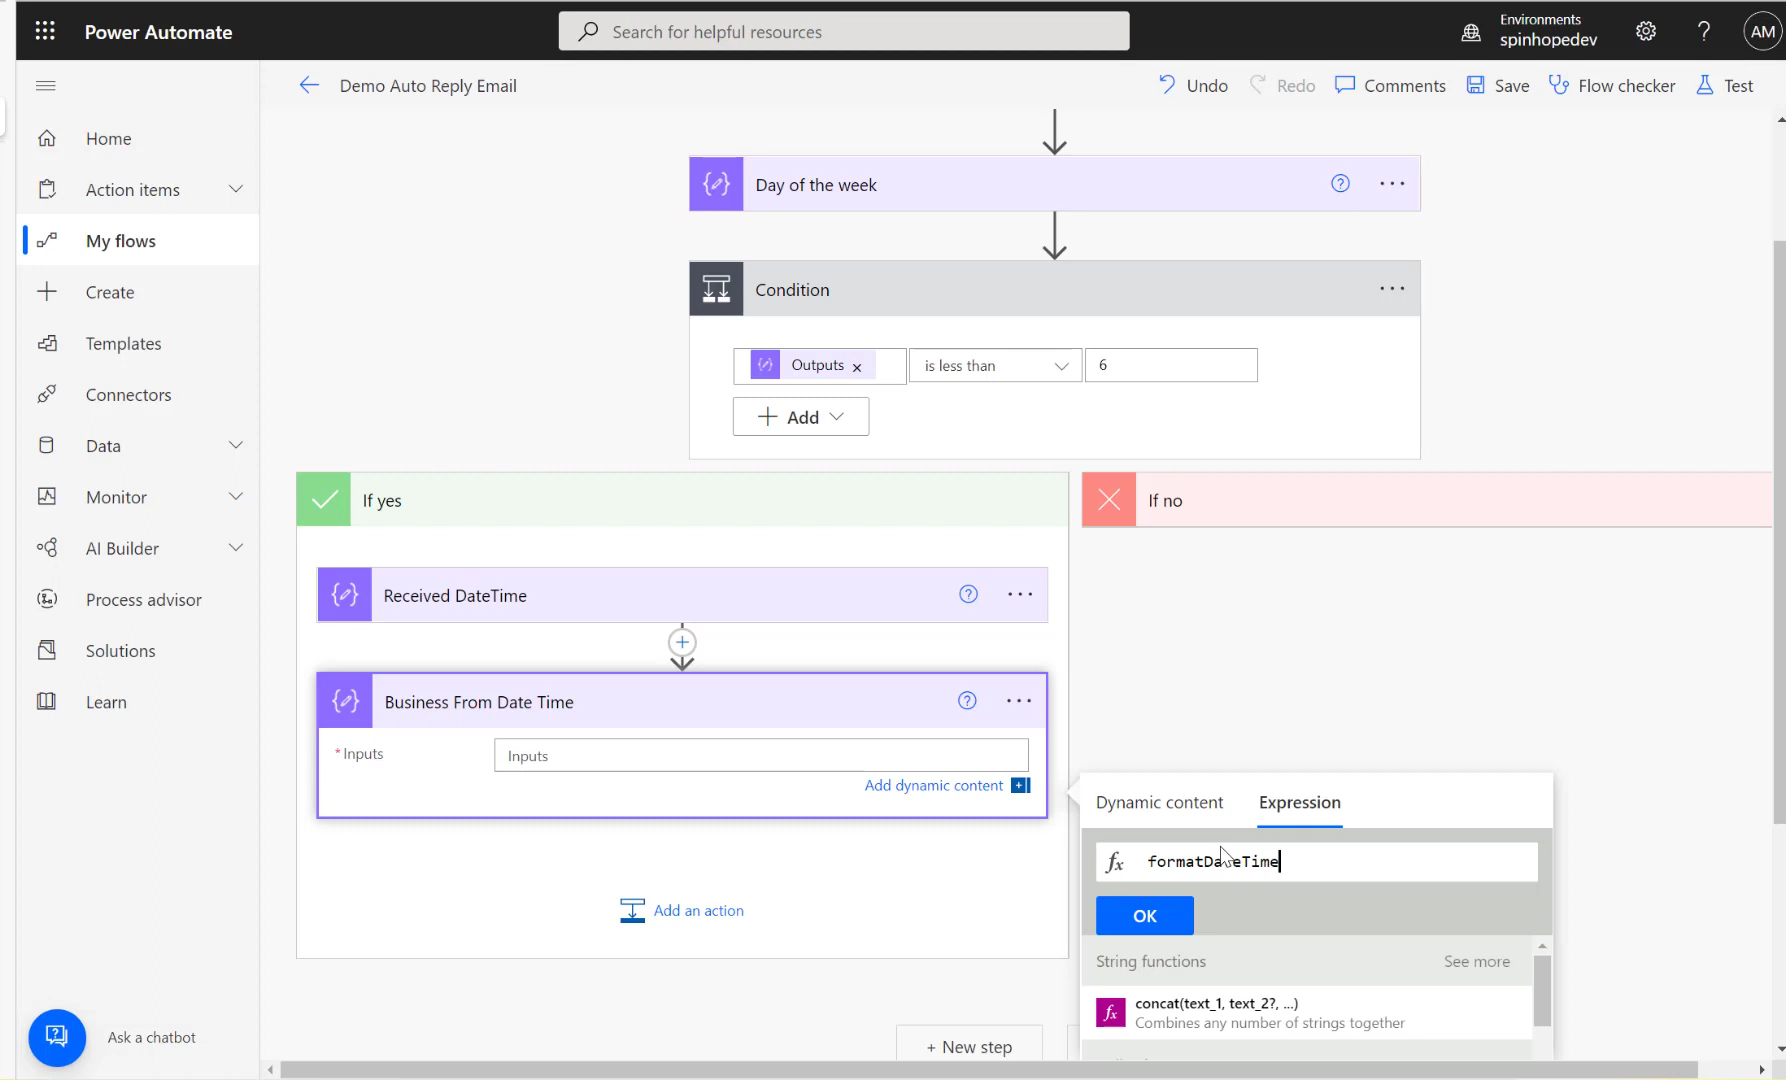 Power Automate
Search for helpful resources
Environments
spinhopedev
?
AM
Demo Auto Reply Email
Undo
Redo
Comments
Save
Flow checker
Test
Home
Action items
My flows
Create
Templates
Connectors
Data
Monitor
AI Builder
Process advisor
Solutions
Learn
Ask a chatbot
Day of the week
?
...
Condition
...
Outputs ×
is less than
6
+ Add
If yes
If no
Received DateTime
?
...
+
Business From Date Time
?
...
* Inputs
Inputs
Add dynamic content +
Add an action
+ New step
Dynamic content
Expression
fx formatDateTime
OK
String functions
See more
fx concat(text_1, text_2?, ...)
Combines any number of strings together